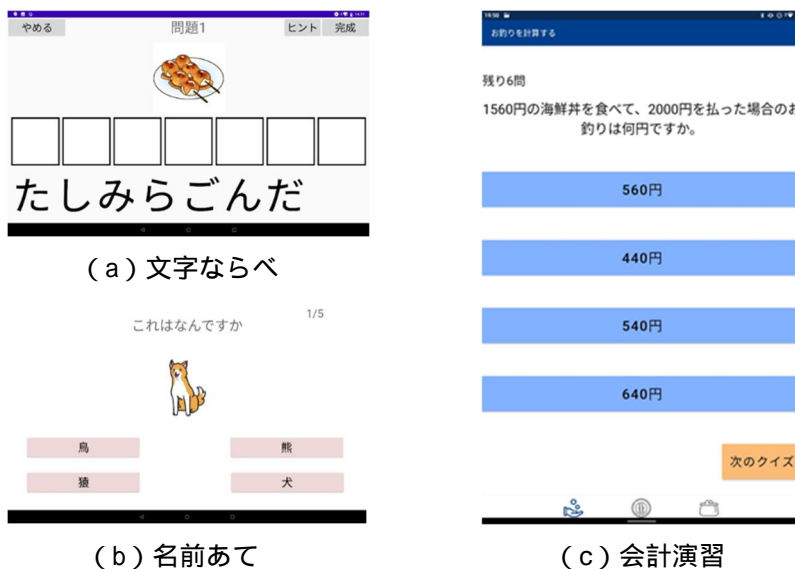 やめる
問題1
ヒント
完成
たしみらごんだ
(a)文字ならべ
これはなんですか
1/5
鳥
熊
猿
犬
(b)名前あて
19:50
お釣りを計算する
残り6問
1560円の海鮮丼を食べて、2000円を払った場合のお
釣りは何円ですか。
560円
440円
540円
640円
次のクイズ
(c)会計演習